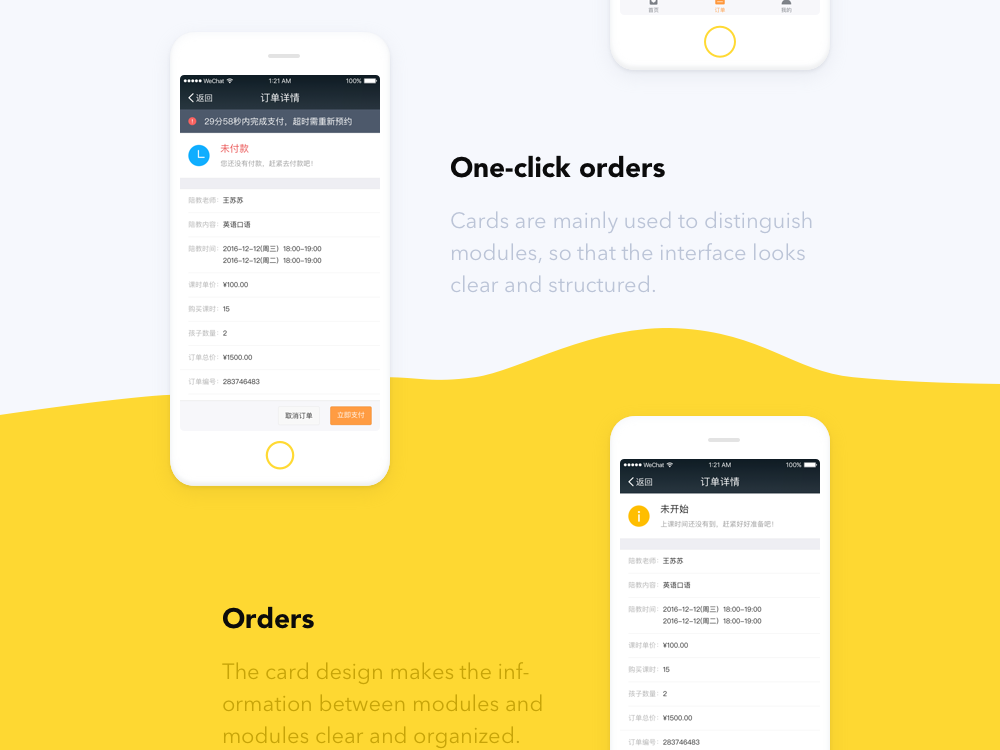 首页 订单 我的
WeChat 1:21 AM 100%
返回 订单详情
29分58秒内完成支付，超时需重新预约
未付款
您还没有付款，赶紧去付款吧!
陪教老师: 王苏苏
陪教内容: 英语口语
陪教时间: 2016-12-12(周三) 18:00-19:00
2016-12-12(周二) 18:00-19:00
课时单价: ¥100.00
购买课时: 15
孩子数量: 2
订单总价: ¥1500.00
订单编号: 283746483
取消订单 立即支付
One-click orders
Cards are mainly used to distinguish
modules, so that the interface looks
clear and structured.
Orders
The card design makes the inf-
ormation between modules and
modules clear and organized.
WeChat 1:21 AM 100%
返回 订单详情
未开始
上课时间还没有到，赶紧好好准备吧!
陪教老师: 王苏苏
陪教内容: 英语口语
陪教时间: 2016-12-12(周三) 18:00-19:00
2016-12-12(周二) 18:00-19:00
课时单价: ¥100.00
购买课时: 15
孩子数量: 2
订单总价: ¥1500.00
订单编号: 283746483